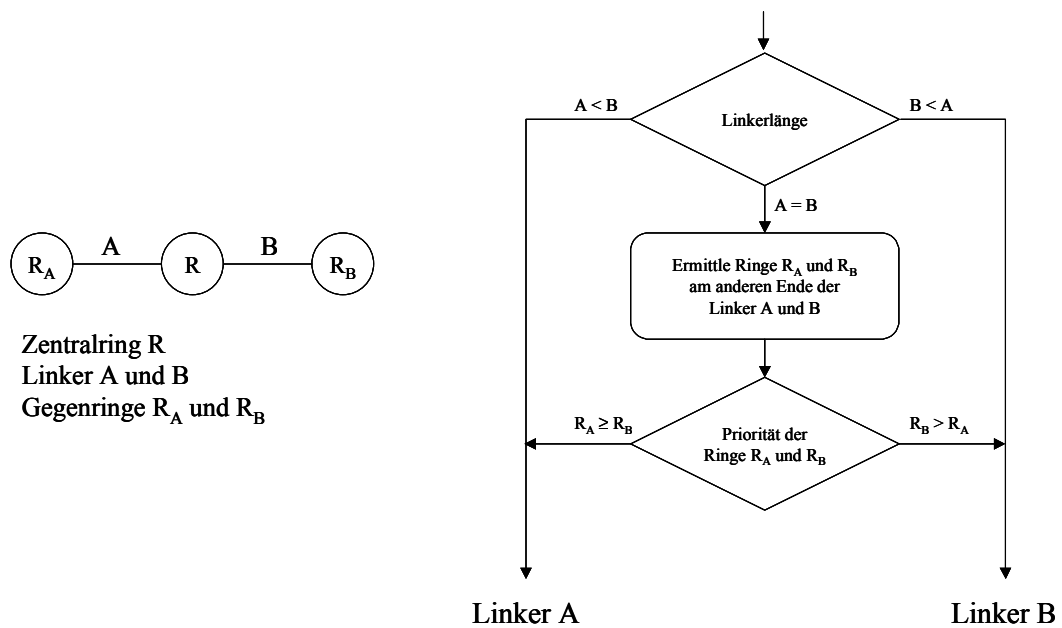 A < B
B < A
Linkerlänge
A = B
A
B
R_A
R
R_B
Ermittle Ringe R_A und R_B
am anderen Ende der
Linker A und B
Zentralring R
Linker A und B
Gegenringe R_A und R_B
R_A ≥ R_B
R_B > R_A
Priorität der
Ringe R_A und R_B
Linker A
Linker B